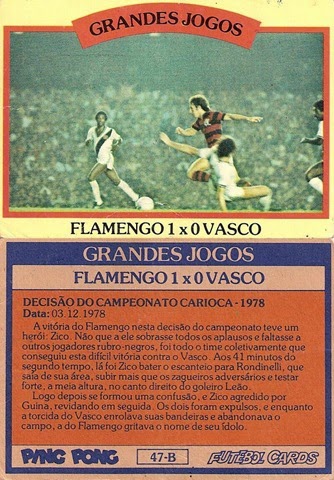 GRANDES JOGOS
FLAMENGO 1 x 0 VASCO
GRANDES JOGOS
FLAMENGO 1 x 0 VASCO
DECISÃO DO CAMPEONATO CARIOCA - 1978
Data: 03.12.1978
A vitória do Flamengo nesta decisão do campeonato teve um
herói: Zico. Não que a ele sobrasse todos os aplausos e faltasse a
outros jogadores rubro-negros, foi todo o time coletivamente que
conseguiu esta difícil vitória contra o Vasco. Aos 41 minutos do
segundo tempo, lá foi Zico bater o escanteio para Rondinelli, que
saía de sua área, subir mais que os zagueiros adversários e testar
forte, a meia altura, no canto direito do goleiro Leão.
Logo depois se formou uma confusão, e Zico agredido por
Guina, revidando em seguida. Os dois foram expulsos, e enquanto
a torcida do Vasco enrolava suas bandeiras e abandonava o
campo, a do Flamengo gritava o nome de seu ídolo.
PING PONG
47-B
FUTEBOL CARDS